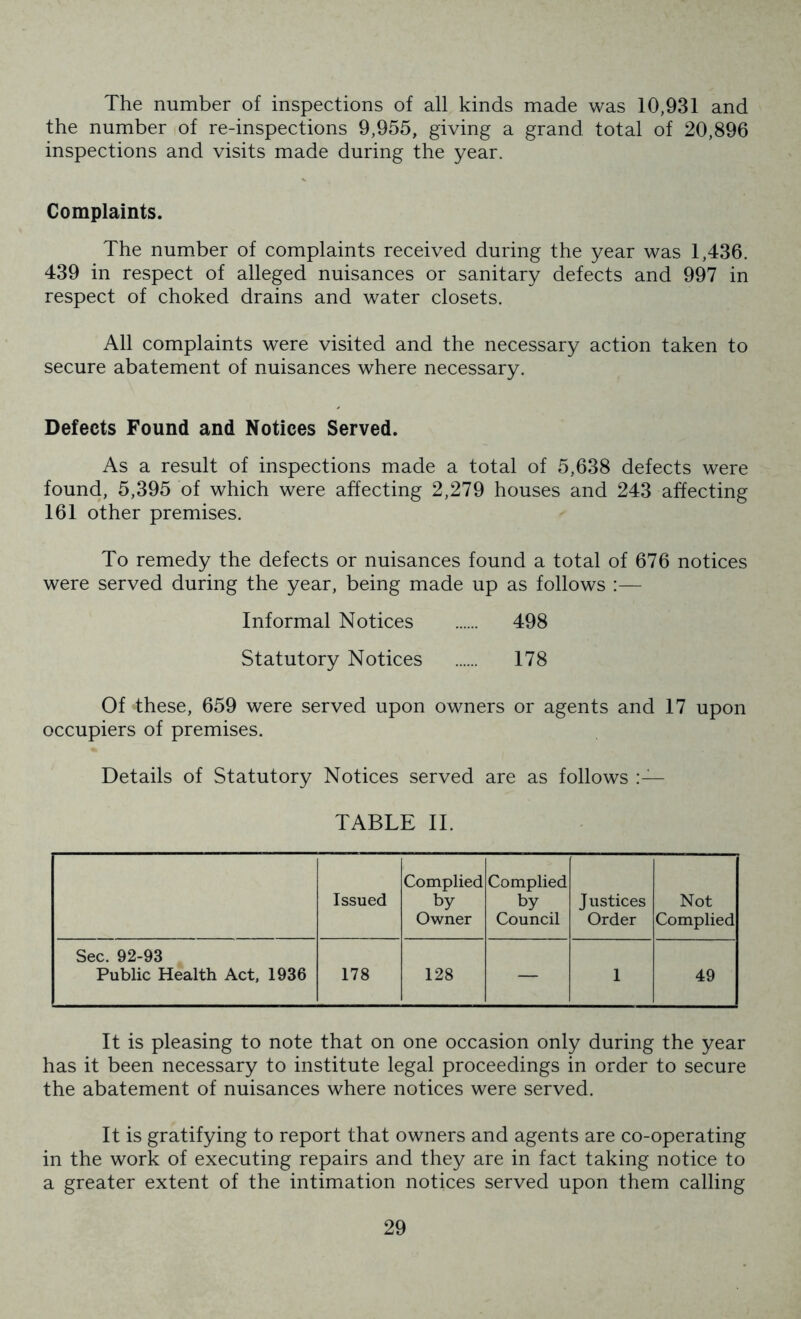 The number of inspections of all kinds made was 10,931 and
the number of re-inspections 9,955, giving a grand total of 20,896
inspections and visits made during the year.
Complaints.
The number of complaints received during the year was 1,436.
439 in respect of alleged nuisances or sanitary defects and 997 in
respect of choked drains and water closets.
All complaints were visited and the necessary action taken to
secure abatement of nuisances where necessary.
Defects Found and Notices Served.
As a result of inspections made a total of 5,638 defects were
found, 5,395 of which were affecting 2,279 houses and 243 affecting
161 other premises.
To remedy the defects or nuisances found a total of 676 notices
were served during the year, being made up as follows :—
Informal Notices ...... 498
Statutory Notices ...... 178
Of these, 659 were served upon owners or agents and 17 upon
occupiers of premises.
Details of Statutory Notices served are as follows :—
TABLE II.
Issued
Complied by Owner
Complied by Council
Justices Order
Not Complied
Sec. 92-93
Public Health Act, 1936 178 128 — 1 49
It is pleasing to note that on one occasion only during the year
has it been necessary to institute legal proceedings in order to secure
the abatement of nuisances where notices were served.
It is gratifying to report that owners and agents are co-operating
in the work of executing repairs and they are in fact taking notice to
a greater extent of the intimation notices served upon them calling
29